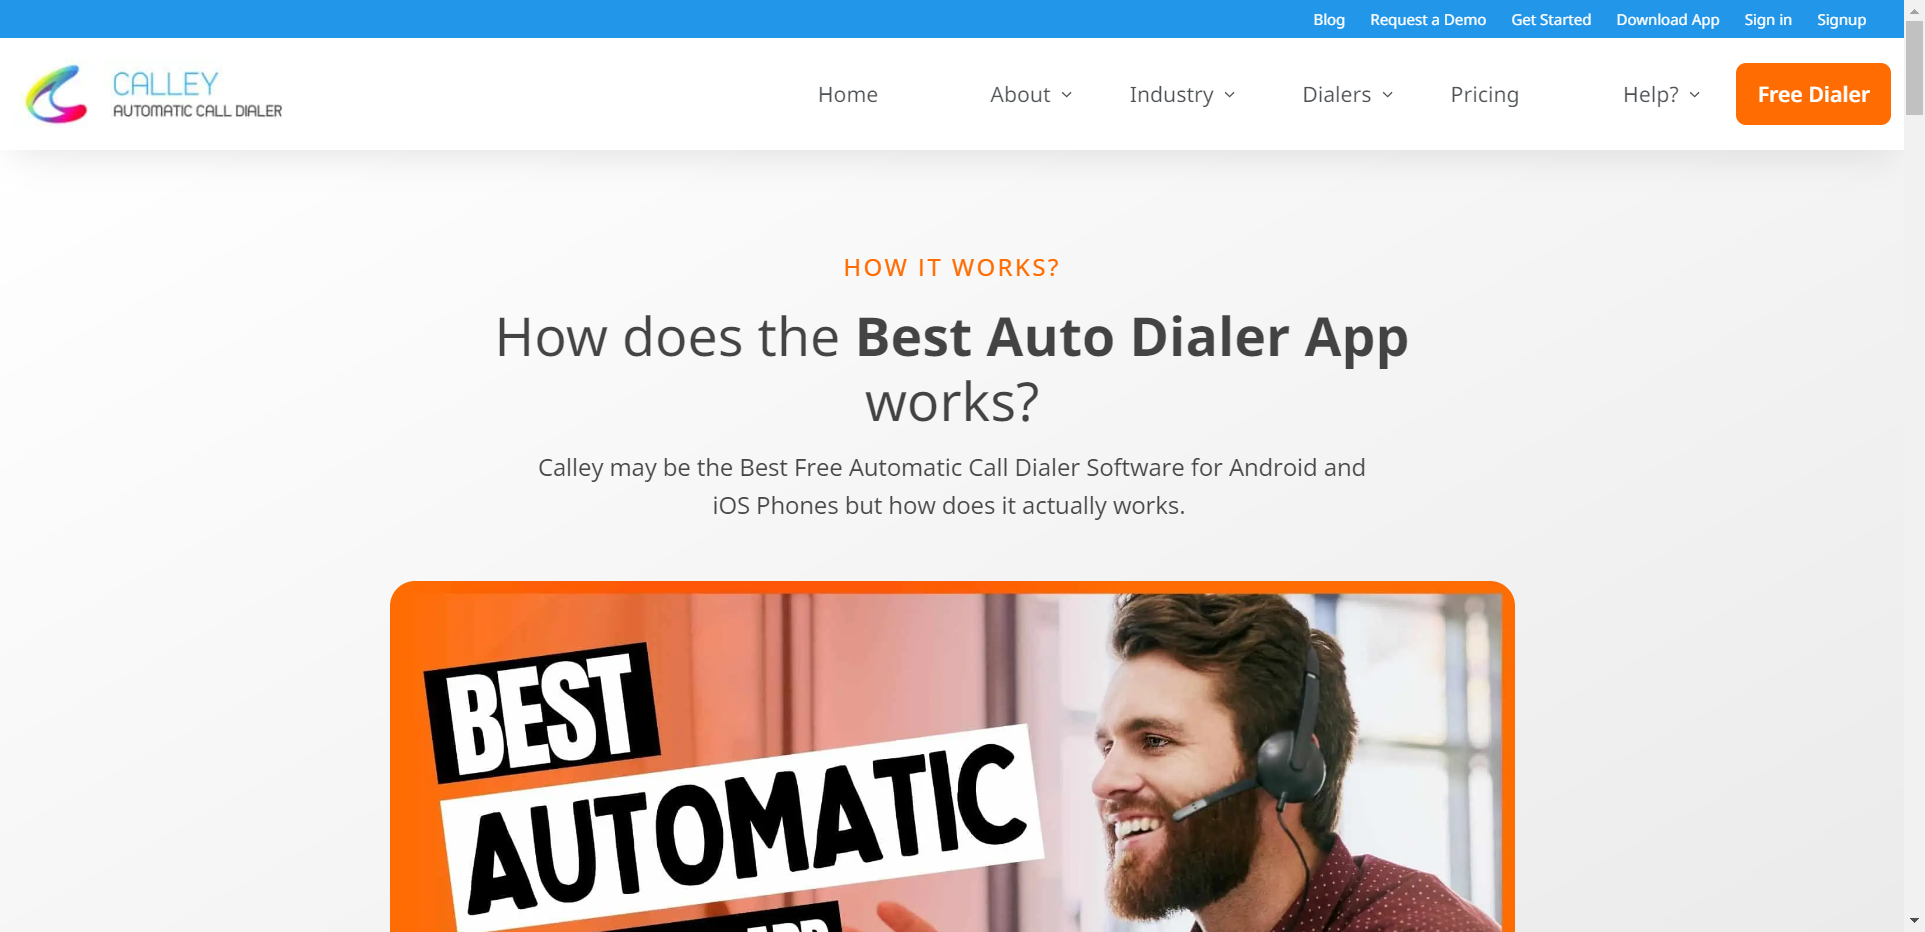 Blog Request a Demo Get Started Download App Sign in Signup
CALLEY
AUTOMATIC CALL DIALER
Home About Industry Dialers Pricing Help? Free Dialer
HOW IT WORKS?
How does the Best Auto Dialer App
works?
Calley may be the Best Free Automatic Call Dialer Software for Android and
iOS Phones but how does it actually works.
BEST
AUTOMATIC
APP